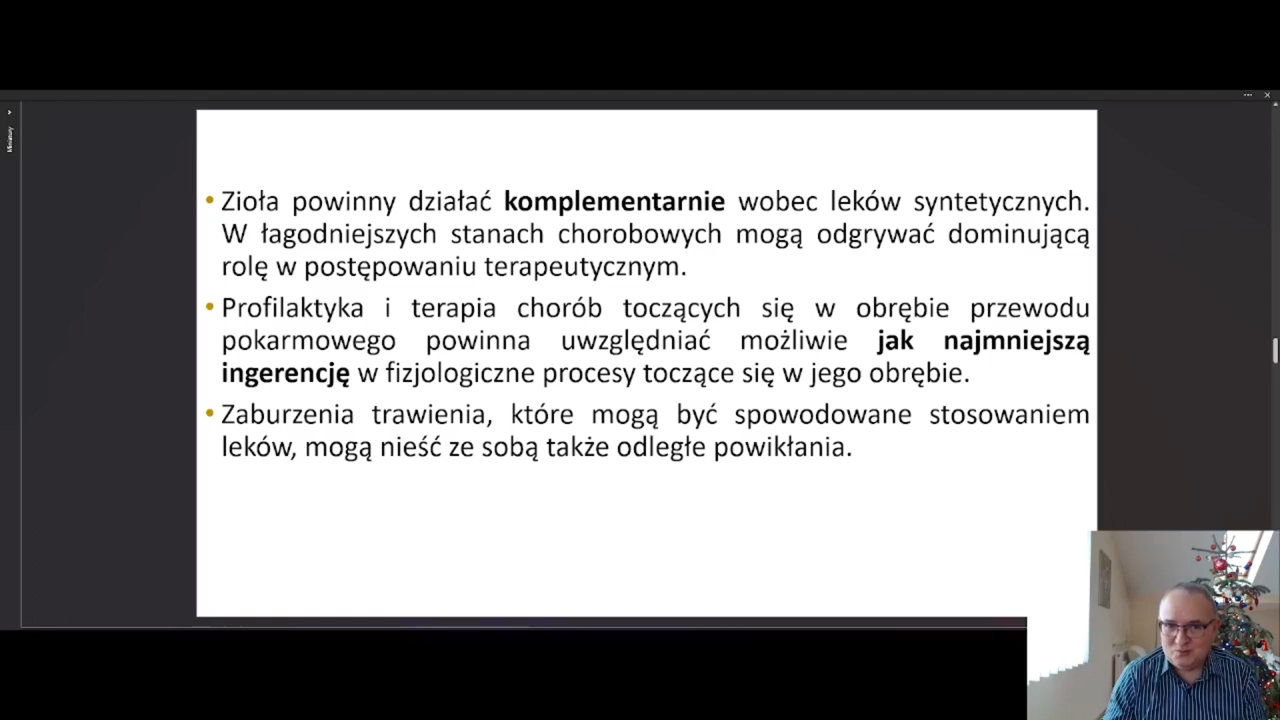 Miniatury
• Zioła powinny działać komplementarnie wobec leków syntetycznych.
W łagodniejszych stanach chorobowych mogą odgrywać dominującą
rolę w postępowaniu terapeutycznym.
• Profilaktyka i terapia chorób toczących się w obrębie przewodu
pokarmowego powinna uwzględniać możliwie jak najmniejszą
ingerencję w fizjologiczne procesy toczące się w jego obrębie.
• Zaburzenia trawienia, które mogą być spowodowane stosowaniem
leków, mogą nieść ze sobą także odległe powikłania.